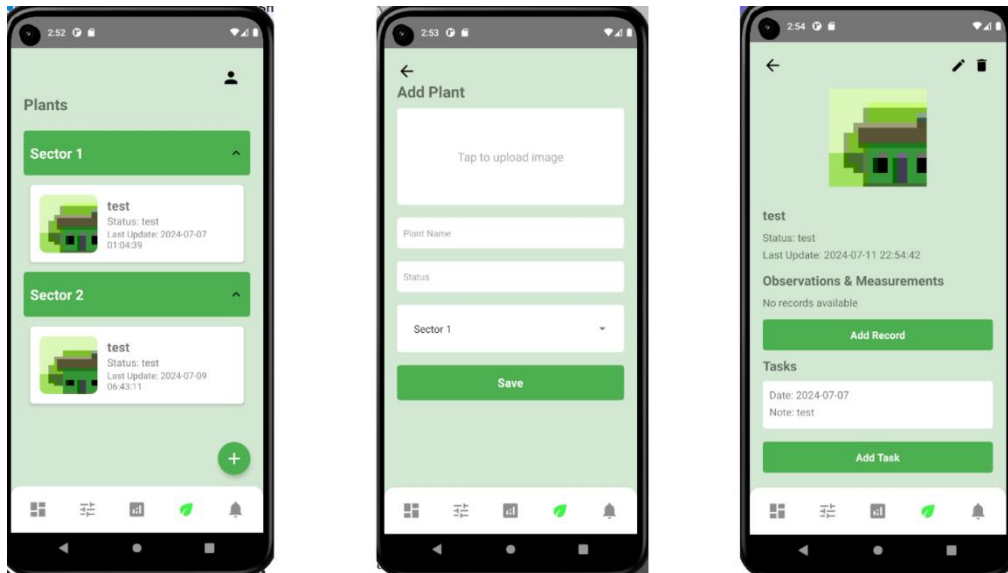 2:52
Plants
Sector 1
test
Status: test
Last Update: 2024-07-07
01:04:39
Sector 2
test
Status: test
Last Update: 2024-07-09
06:43:11
2:53
Add Plant
Tap to upload image
Plant Name
Status
Sector 1
Save
2:54
test
Status: test
Last Update: 2024-07-11 22:54:42
Observations & Measurements
No records available
Add Record
Tasks
Date: 2024-07-07
Note: test
Add Task